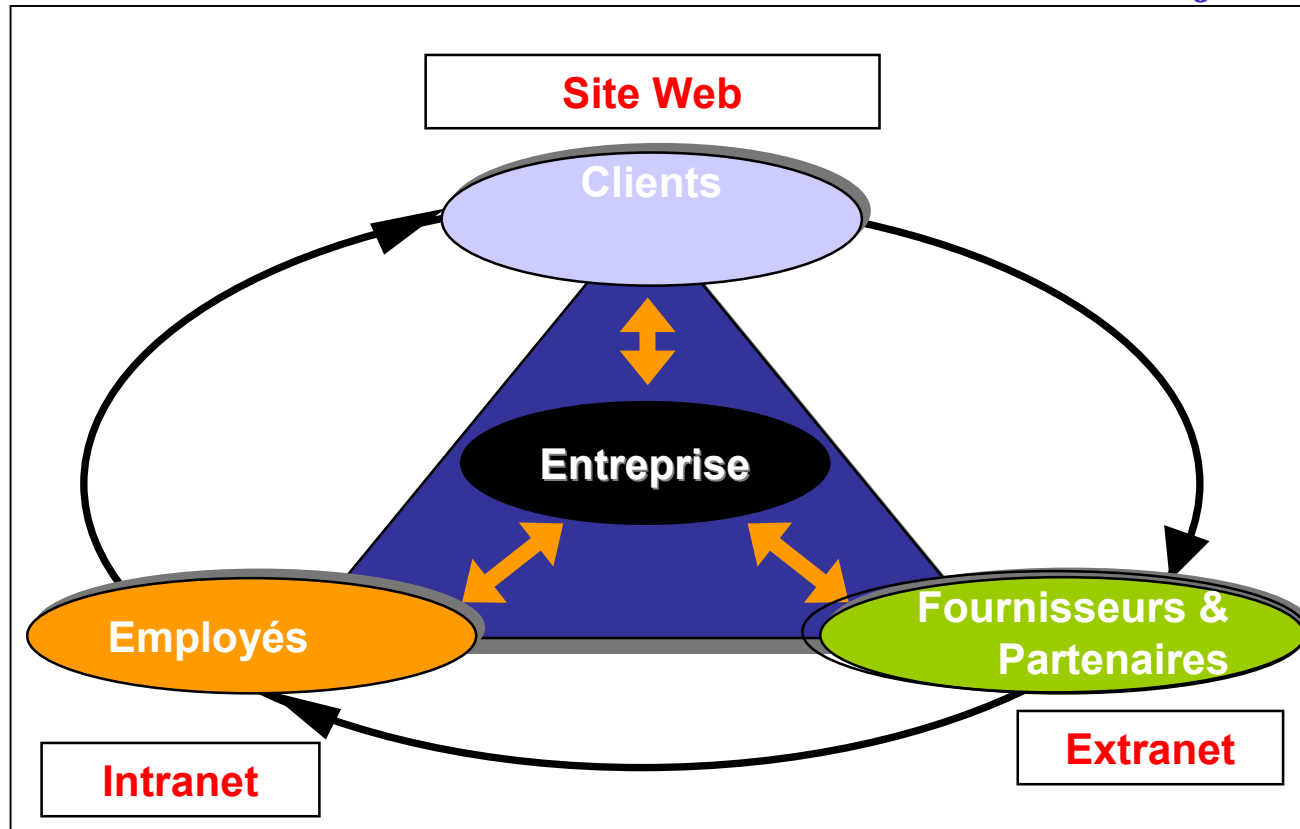 Site Web
Clients
Entreprise
Employés
Fournisseurs &
Partenaires
Extranet
Intranet